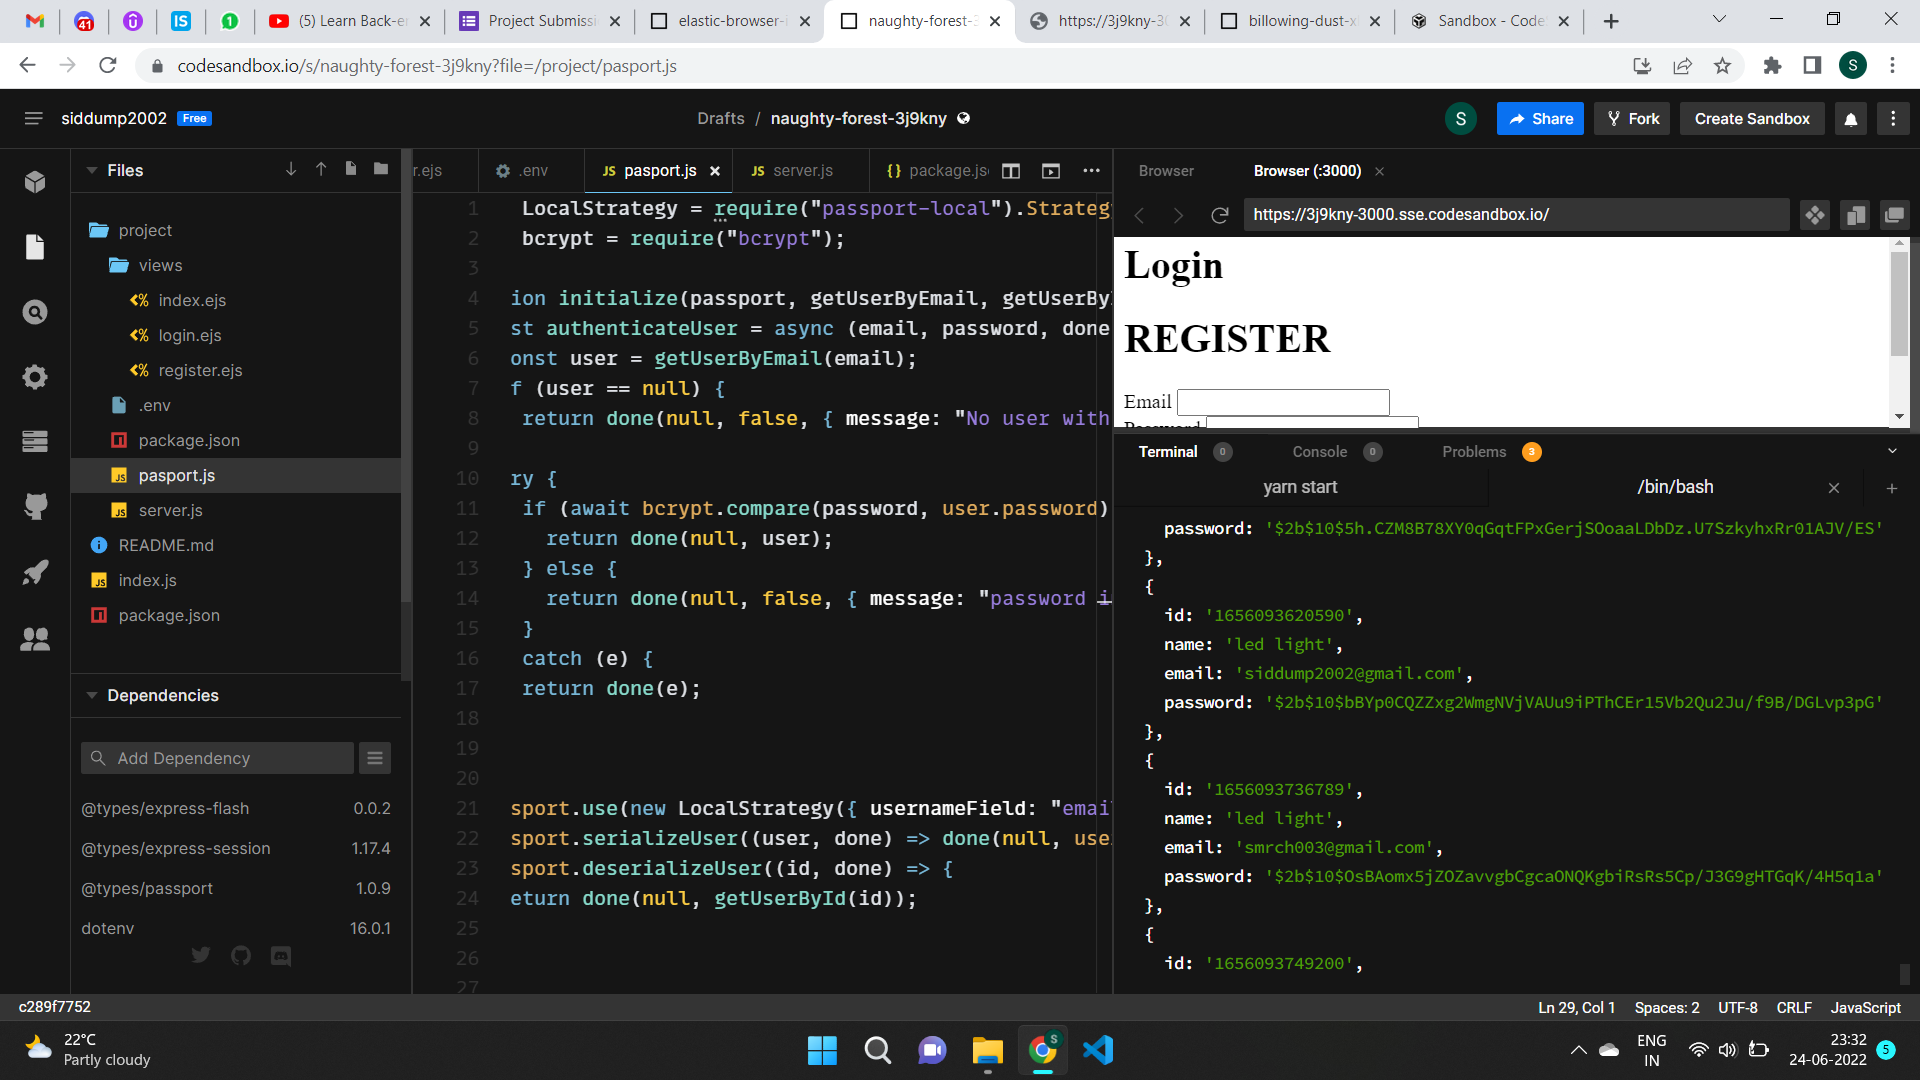 41
(5) Learn Back-e
Project Submissi
elastic-browser-i
naughty-forest-3
https://3j9kny-30
billowing-dust-x
Sandbox - CodeS
codesandbox.io/s/naughty-forest-3j9kny?file=/project/pasport.js
S
siddump2002
Free
Drafts / naughty-forest-3j9kny
S
Share
Fork
Create Sandbox
Files
r.ejs
.env
JS pasport.js
JS server.js
{} package.js
Browser
Browser (:3000)
https://3j9kny-3000.sse.codesandbox.io/
project
views
index.ejs
login.ejs
register.ejs
.env
package.json
pasport.js
server.js
README.md
index.js
package.json
Dependencies
Add Dependency
@types/express-flash 0.0.2
@types/express-session 1.17.4
@types/passport 1.0.9
dotenv 16.0.1
1 LocalStrategy = require("passport-local").Strateg
2 bcrypt = require("bcrypt");
3
4 ion initialize(passport, getUserByEmail, getUserBy
5 st authenticateUser = async (email, password, done
6 onst user = getUserByEmail(email);
7 f (user == null) {
8 return done(null, false, { message: "No user with
9
10 ry {
11 if (await bcrypt.compare(password, user.password)
12 return done(null, user);
13 } else {
14 return done(null, false, { message: "password i
15 }
16 catch (e) {
17 return done(e);
18
19
20
21 sport.use(new LocalStrategy({ usernameField: "emai
22 sport.serializeUser((user, done) => done(null, use
23 sport.deserializeUser((id, done) => {
24 eturn done(null, getUserById(id));
25
26
27
Login
REGISTER
Email
Password
Terminal 0
Console 0
Problems 3
yarn start
/bin/bash
password: '$2b$10$5h.CZM8B78XY0qGqtFPxGerjSOoaaLDbDz.U7SzkyhxRr01AJV/ES'
},
{
id: '1656093620590',
name: 'led light',
email: 'siddump2002@gmail.com',
password: '$2b$10$bBYp0CQZZxg2WmgNVjVAUu9iPThCEr15Vb2Qu2Ju/f9B/DGLvp3pG'
},
{
id: '1656093736789',
name: 'led light',
email: 'smrch003@gmail.com',
password: '$2b$10$OsBAomx5jZOZavvgbCgcaONQKgbiRsRs5Cp/J3G9gHTGqK/4H5q1a'
},
{
id: '1656093749200',
c289f7752
Ln 29, Col 1
Spaces: 2
UTF-8
CRLF
JavaScript
22°C
Partly cloudy
ENG
IN
23:32
24-06-2022
5